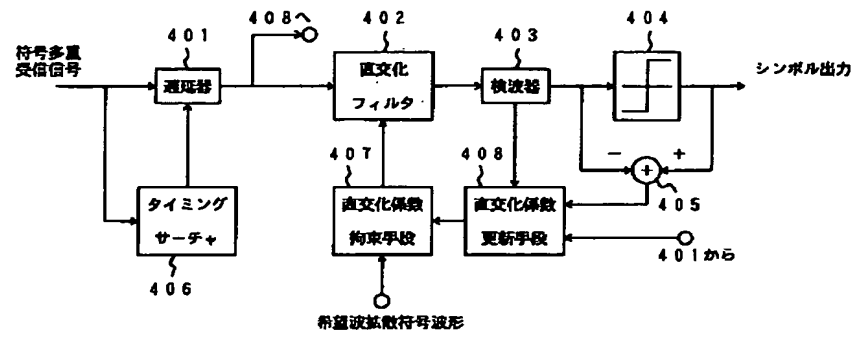 408へ
402
403
404
401
符号多重
受信信号
遅延器
直交化
フィルタ
検波器
シンボル出力
407
408
−
+
+
405
タイミング
サーチャ
直交化係数
拘束手段
直交化係数
更新手段
401から
406
希望波拡散符号波形